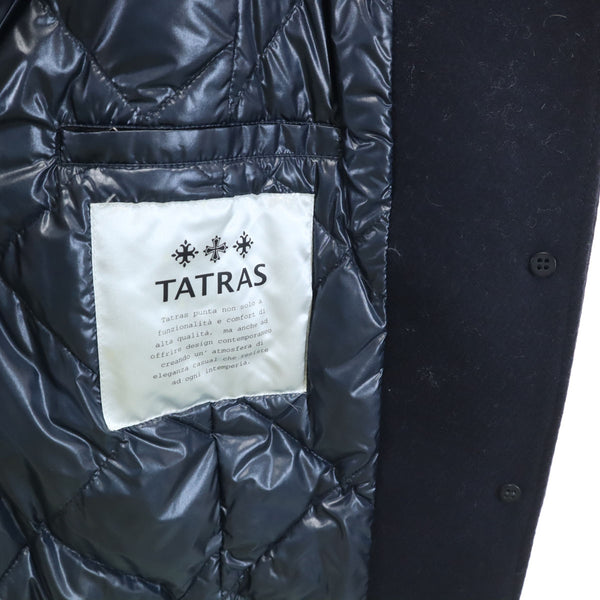 TATRAS
Tatras punta non solo a
funzionalità e comfort di
alta qualità, ma anche ad
offrire design contemporaneo
creando un' atmosfera di
eleganza casual che resiste
ad ogni intemperia.